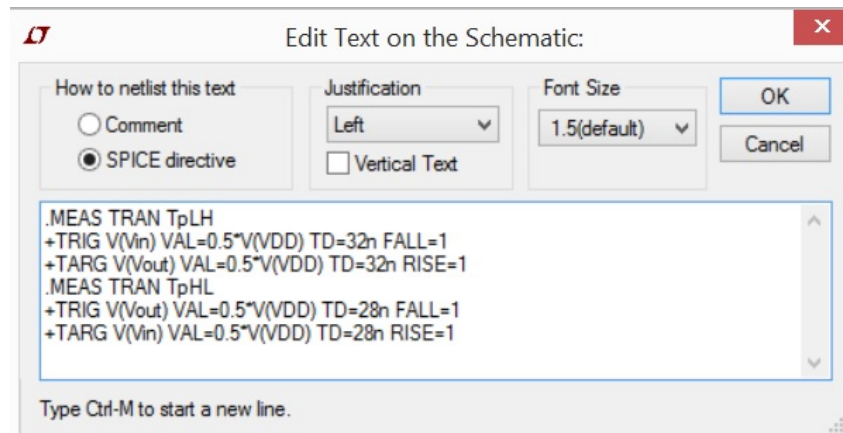 Edit Text on the Schematic:
How to netlist this text
Comment
SPICE directive
Justification
Left
Vertical Text
Font Size
1.5(default)
OK
Cancel
.MEAS TRAN TpLH
+TRIG V(Vin) VAL=0.5*V(VDD) TD=32n FALL=1
+TARG V(Vout) VAL=0.5*V(VDD) TD=32n RISE=1
.MEAS TRAN TpHL
+TRIG V(Vout) VAL=0.5*V(VDD) TD=28n FALL=1
+TARG V(Vin) VAL=0.5*V(VDD) TD=28n RISE=1
Type Ctrl-M to start a new line.